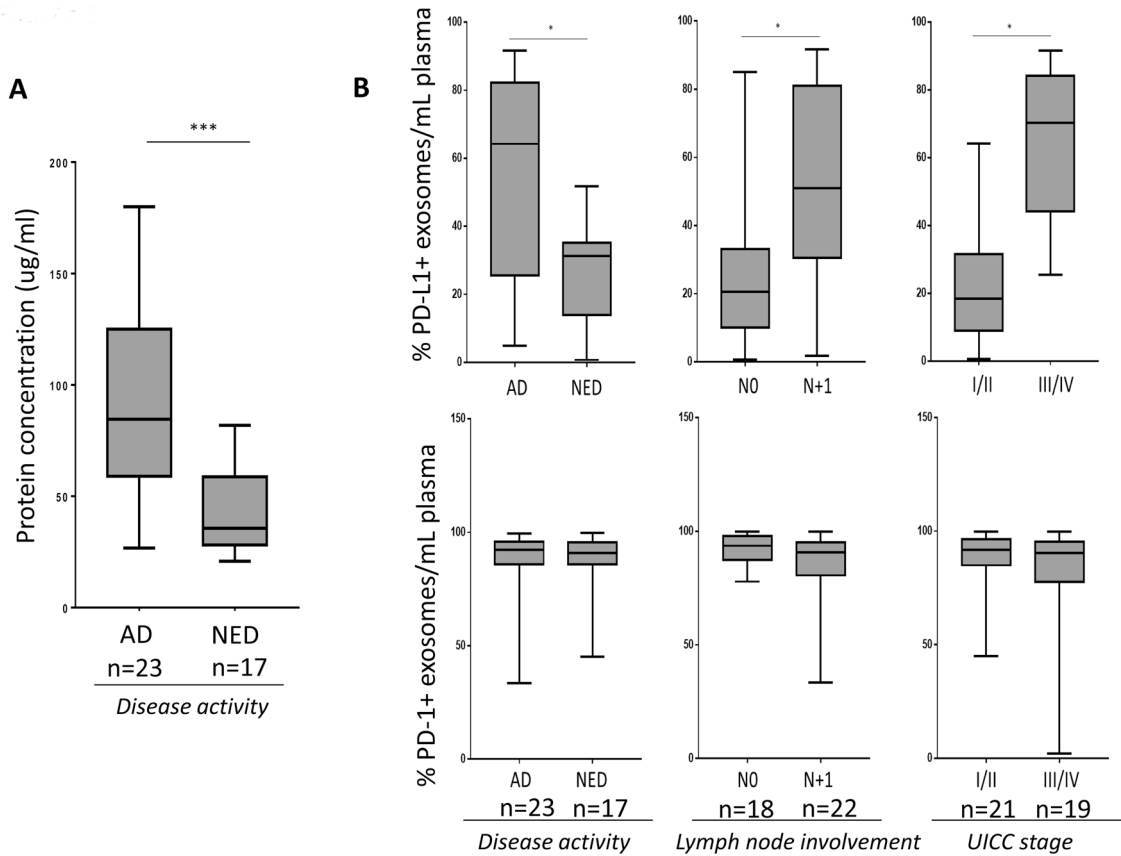 A
***
Protein concentration (ug/ml)
200
150
100
50
0
AD NED
n=23 n=17
Disease activity
B
% PD-L1+ exosomes/mL plasma
100
80
60
40
20
0
*
AD NED
100
80
60
40
20
0
*
N0 N+1
100
80
60
40
20
0
*
I/II III/IV
% PD-1+ exosomes/mL plasma
150
100
50
0
AD NED
n=23 n=17
Disease activity
150
100
50
0
N0 N+1
n=18 n=22
Lymph node involvement
150
100
50
0
I/II III/IV
n=21 n=19
UICC stage